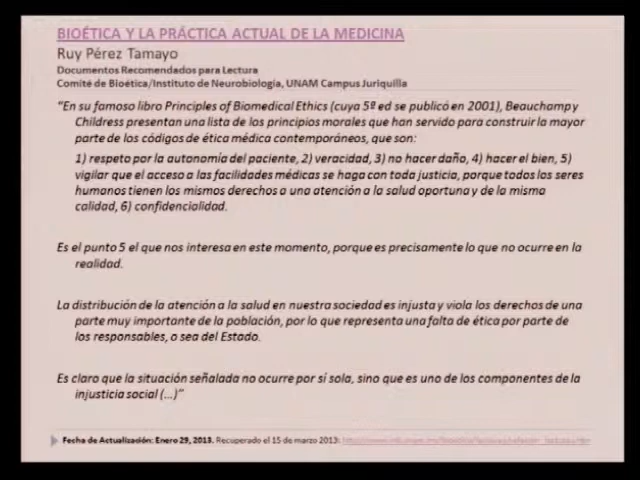 BIOÉTICA Y LA PRÁCTICA ACTUAL DE LA MEDICINA
Ruy Pérez Tamayo
Documentos Recomendados para Lectura
Comité de Bioética/Instituto de Neurobiología, UNAM Campus Juriquilla
“En su famoso libro Principles of Biomedical Ethics (cuya 5ª ed se publicó en 2001), Beauchamp y
Childress presentan una lista de los principios morales que han servido para construir la mayor
parte de los códigos de ética médica contemporáneos, que son:
1) respeto por la autonomía del paciente, 2) veracidad, 3) no hacer daño, 4) hacer el bien, 5)
vigilar que el acceso a las facilidades médicas se haga con toda justicia, porque todos los seres
humanos tienen los mismos derechos a una atención a la salud oportuna y de la misma
calidad, 6) confidencialidad.
Es el punto 5 el que nos interesa en este momento, porque es precisamente lo que no ocurre en la
realidad.
La distribución de la atención a la salud en nuestra sociedad es injusta y viola los derechos de una
parte muy importante de la población, por lo que representa una falta de ética por parte de
los responsables, o sea del Estado.
Es claro que la situación señalada no ocurre por sí sola, sino que es uno de los componentes de la
injusticia social (...)”
Fecha de Actualización: Enero 29, 2013. Recuperado el 15 de marzo 2013: